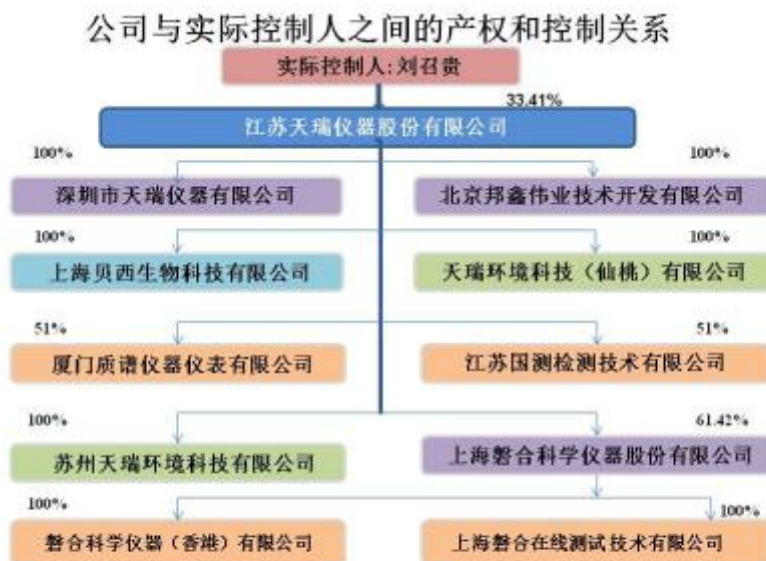 公司与实际控制人之间的产权和控制关系
实际控制人:刘召贵
33.41%
江苏天瑞仪器股份有限公司
100%
100%
深圳市天瑞仪器有限公司
北京邦鑫伟业技术开发有限公司
100%
100%
上海贝西生物科技有限公司
天瑞环境科技（仙桃）有限公司
51%
51%
厦门质谱仪器仪表有限公司
江苏国测检测技术有限公司
100%
61.42%
苏州天瑞环境科技有限公司
上海磐合科学仪器股份有限公司
100%
100%
磐合科学仪器（香港）有限公司
上海磐合在线测试技术有限公司